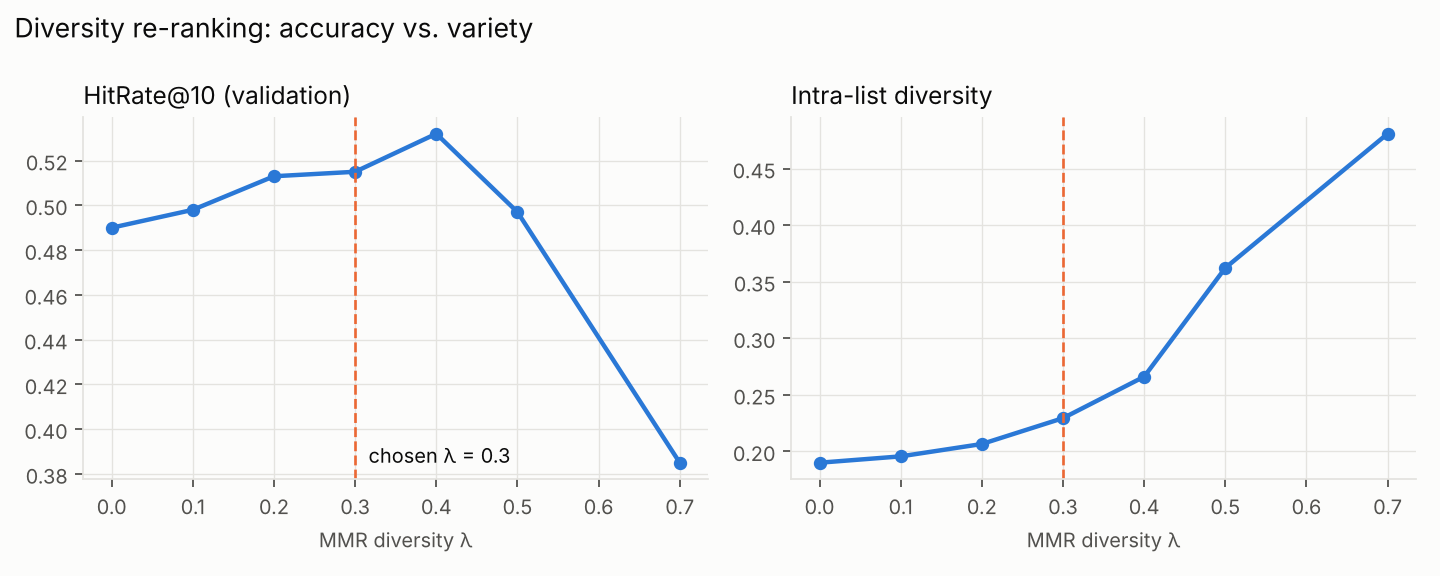 Diversity re-ranking: accuracy vs. variety
HitRate@10 (validation)
0.52
0.50
0.48
0.46
0.44
0.42
0.40
0.38
chosen λ = 0.3
0.0 0.1 0.2 0.3 0.4 0.5 0.6 0.7
MMR diversity λ
Intra-list diversity
0.45
0.40
0.35
0.30
0.25
0.20
0.0 0.1 0.2 0.3 0.4 0.5 0.6 0.7
MMR diversity λ